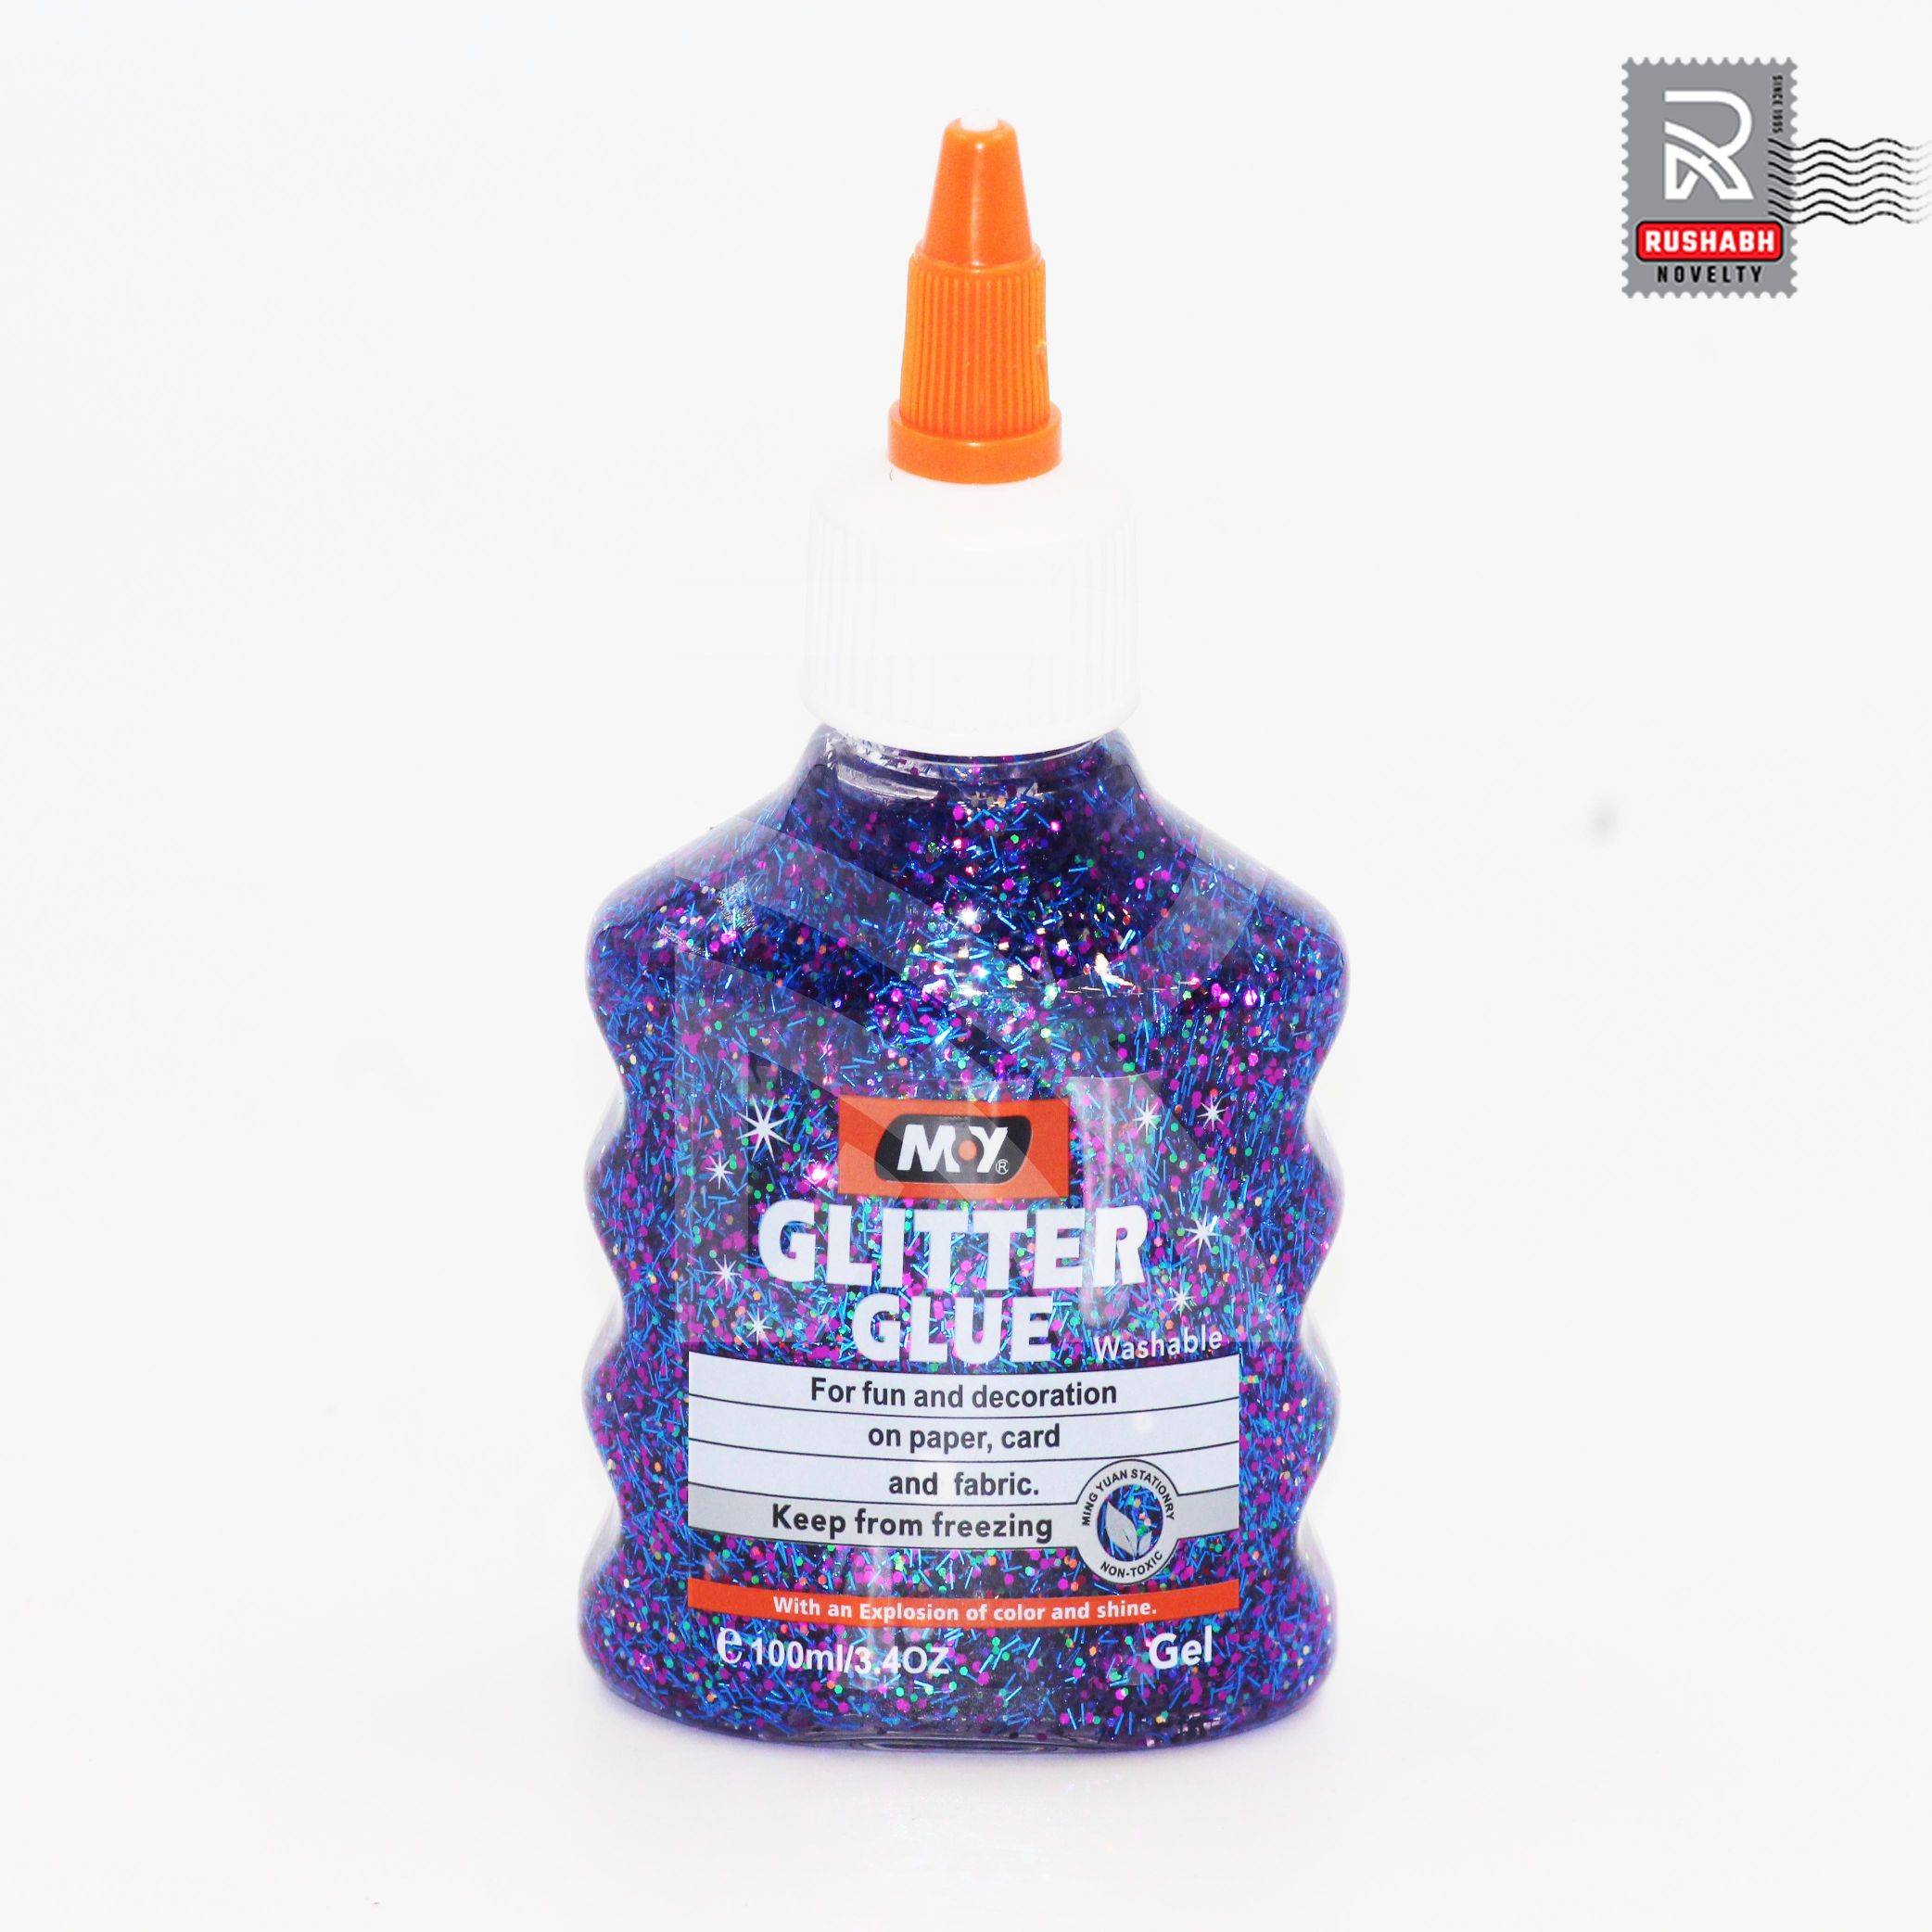 SINCE 1995
R
RUSHABH
NOVELTY
M•Y®
GLITTER
GLUE
Washable
For fun and decoration
on paper, card
and fabric.
Keep from freezing
MING YUAN STATIONRY
NON-TOXIC
With an Explosion of color and shine.
℮100ml/3.4OZ
Gel